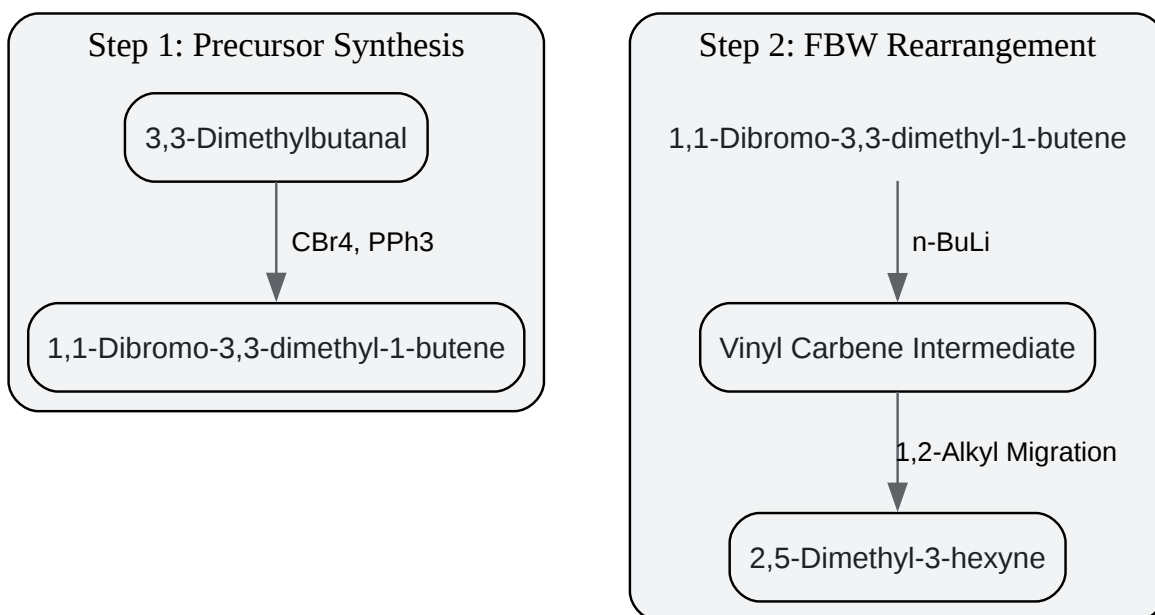 Step 1: Precursor Synthesis
3,3-Dimethylbutanal
CBr4, PPh3
1,1-Dibromo-3,3-dimethyl-1-butene
Step 2: FBW Rearrangement
1,1-Dibromo-3,3-dimethyl-1-butene
n-BuLi
Vinyl Carbene Intermediate
1,2-Alkyl Migration
2,5-Dimethyl-3-hexyne